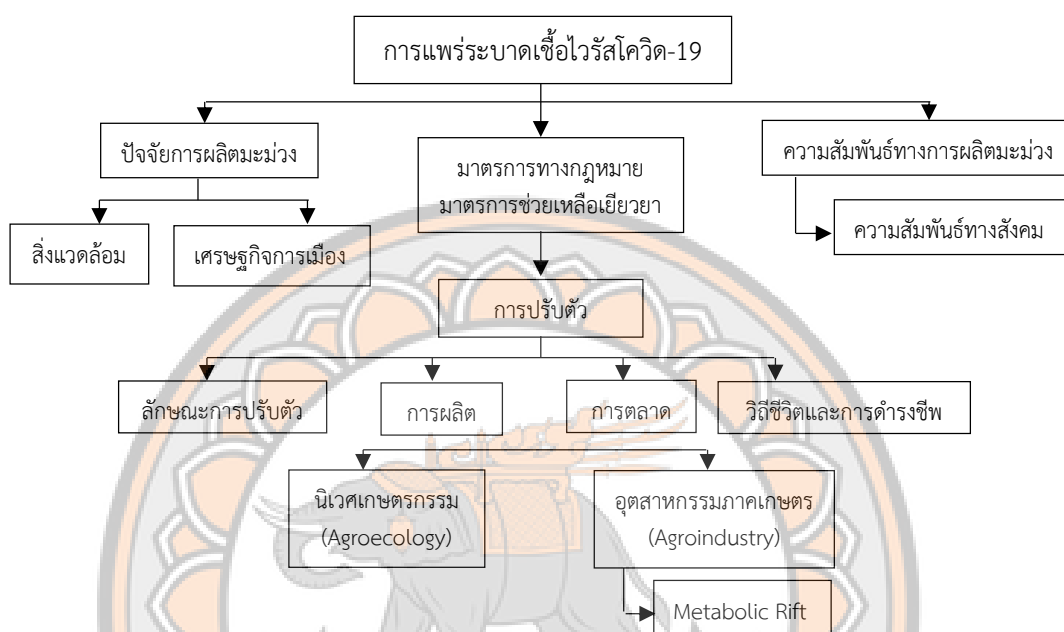 การแพร่ระบาดเชื้อไวรัสโควิด-19
ปัจจัยการผลิตมะม่วง
มาตรการทางกฎหมาย
มาตรการช่วยเหลือเยียวยา
ความสัมพันธ์ทางการผลิตมะม่วง
สิ่งแวดล้อม
เศรษฐกิจการเมือง
ความสัมพันธ์ทางสังคม
การปรับตัว
ลักษณะการปรับตัว
การผลิต
การตลาด
วิถีชีวิตและการดำรงชีพ
นิเวศเกษตรกรรม
(Agroecology)
อุตสาหกรรมภาคเกษตร
(Agroindustry)
Metabolic Rift